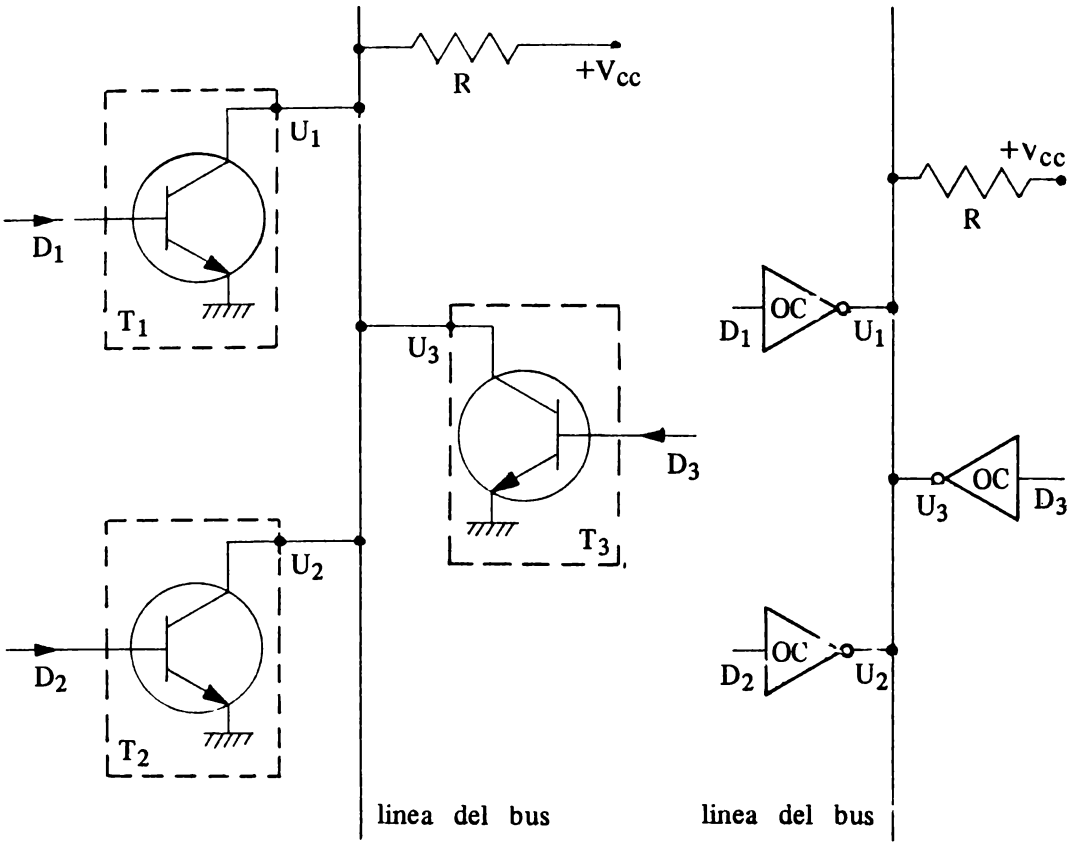 R
+Vcc
U1
D1
T1
U3
D3
T3
U2
D2
T2
linea del bus
+Vcc
R
OC
D1
U1
OC
U3
D3
OC
D2
U2
linea del bus